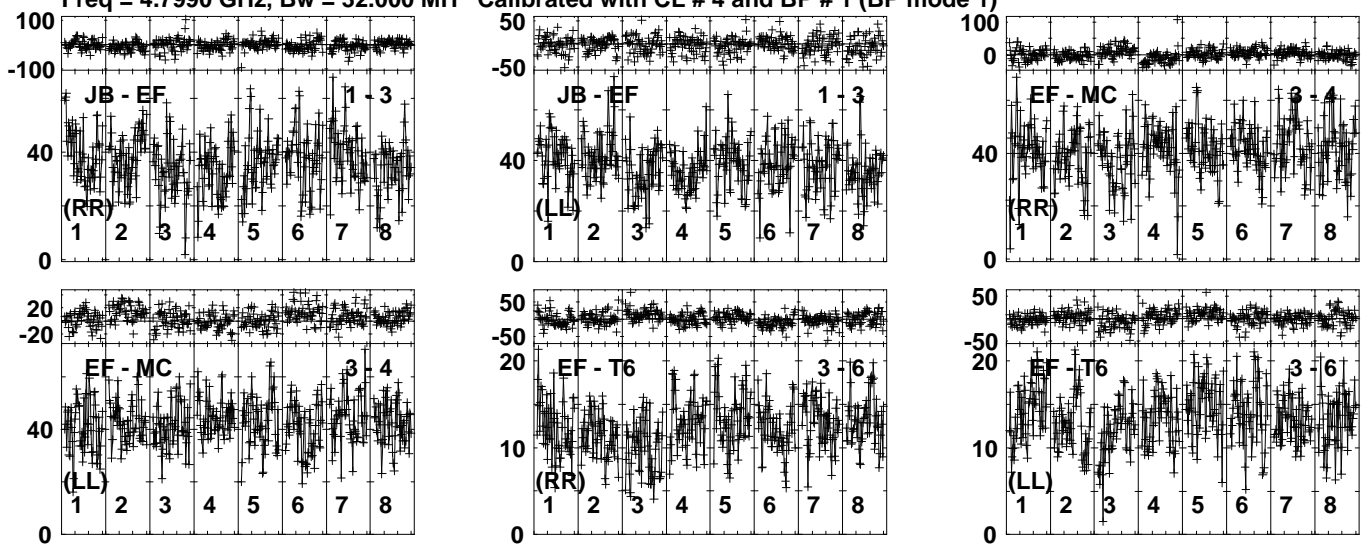 Freq = 4.7990 GHz, Bw = 32.000 MH Calibrated with CL # 4 and BP # 1 (BP mode 1)
100
-100
JB - EF 1 - 3
40
(RR)
1 2 3 4 5 6 7 8
0
50
-50
JB - EF 1 - 3
40
(LL)
1 2 3 4 5 6 7 8
0
100
0
EF - MC 3 - 4
40
(RR)
1 2 3 4 5 6 7 8
0
20
-20
EF - MC 3 - 4
40
(LL)
1 2 3 4 5 6 7 8
0
50
-50
20
EF - T6 3 - 6
10
(RR)
1 2 3 4 5 6 7 8
0
50
-50
20
EF - T6 3 - 6
10
(LL)
1 2 3 4 5 6 7 8
0